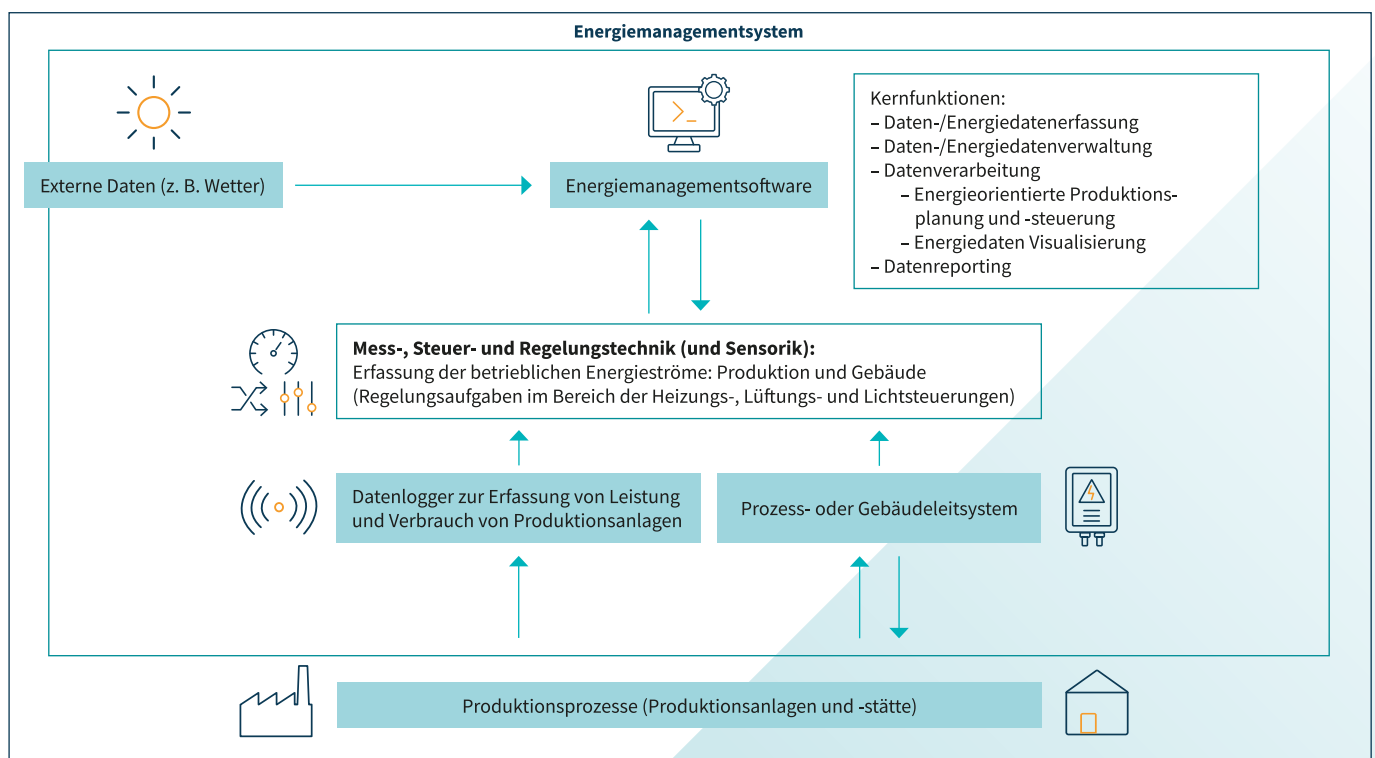 Energiemanagementsystem
Externe Daten (z. B. Wetter)
Energiemanagementsoftware
Kernfunktionen:
– Daten-/Energiedatenerfassung
– Daten-/Energiedatenverwaltung
– Datenverarbeitung
– Energieorientierte Produktions-
planung und -steuerung
– Energiedaten Visualisierung
– Datenreporting
Mess-, Steuer- und Regelungstechnik (und Sensorik):
Erfassung der betrieblichen Energieströme: Produktion und Gebäude
(Regelungsaufgaben im Bereich der Heizungs-, Lüftungs- und Lichtsteuerungen)
Datenlogger zur Erfassung von Leistung
und Verbrauch von Produktionsanlagen
Prozess- oder Gebäudeleitsystem
Produktionsprozesse (Produktionsanlagen und -stätte)